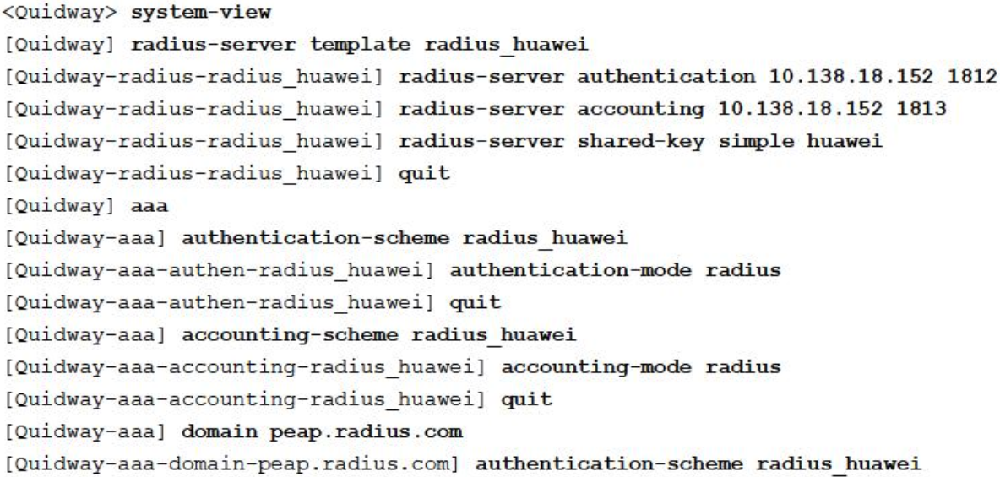 <Quidway> system-view
[Quidway] radius-server template radius_huawei
[Quidway-radius-radius_huawei] radius-server authentication 10.138.18.152 1812
[Quidway-radius-radius_huawei] radius-server accounting 10.138.18.152 1813
[Quidway-radius-radius_huawei] radius-server shared-key simple huawei
[Quidway-radius-radius_huawei] quit
[Quidway] aaa
[Quidway-aaa] authentication-scheme radius_huawei
[Quidway-aaa-authen-radius_huawei] authentication-mode radius
[Quidway-aaa-authen-radius_huawei] quit
[Quidway-aaa] accounting-scheme radius_huawei
[Quidway-aaa-accounting-radius_huawei] accounting-mode radius
[Quidway-aaa-accounting-radius_huawei] quit
[Quidway-aaa] domain peap.radius.com
[Quidway-aaa-domain-peap.radius.com] authentication-scheme radius_huawei